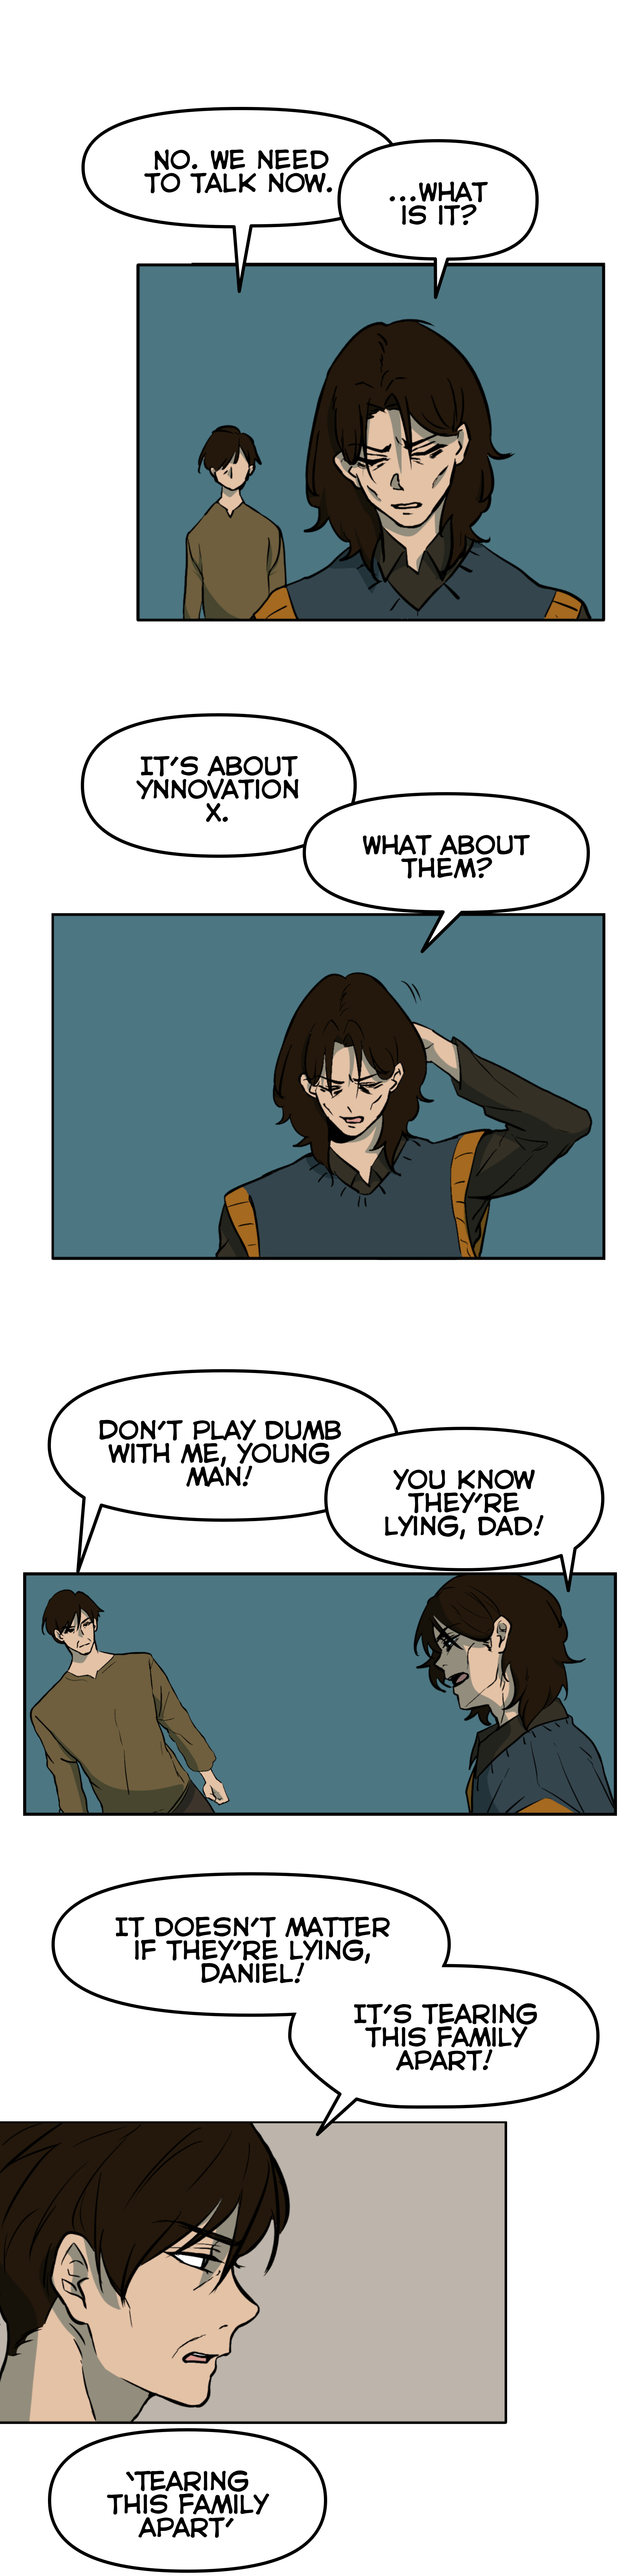 NO. WE NEED
TO TALK NOW.
...WHAT
IS IT?
IT'S ABOUT
YNNOVATION
X.
WHAT ABOUT
THEM?
DON'T PLAY DUMB
WITH ME, YOUNG
MAN!
YOU KNOW
THEY'RE
LYING, DAD!
IT DOESN'T MATTER
IF THEY'RE LYING,
DANIEL!
IT'S TEARING
THIS FAMILY
APART!
'TEARING
THIS FAMILY
APART'